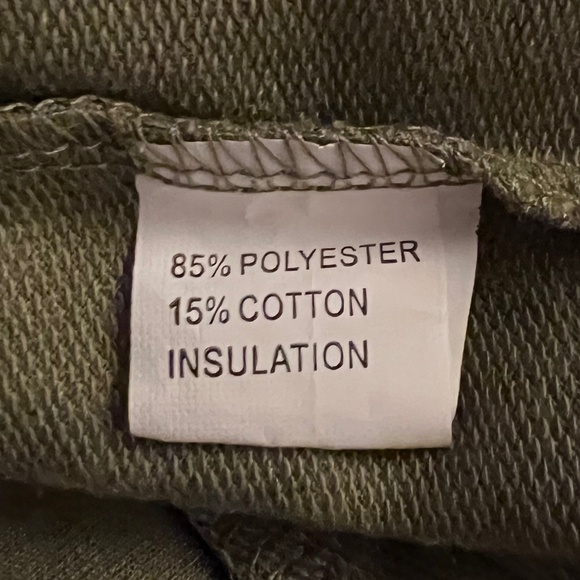 85% POLYESTER
15% COTTON
INSULATION